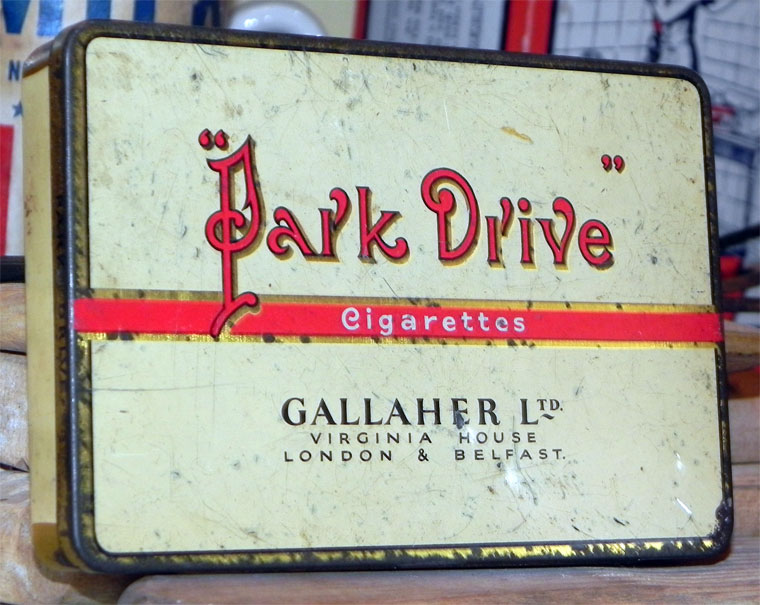 "Park Drive"
Cigarettes
GALLAHER LTD.
VIRGINIA HOUSE
LONDON & BELFAST.